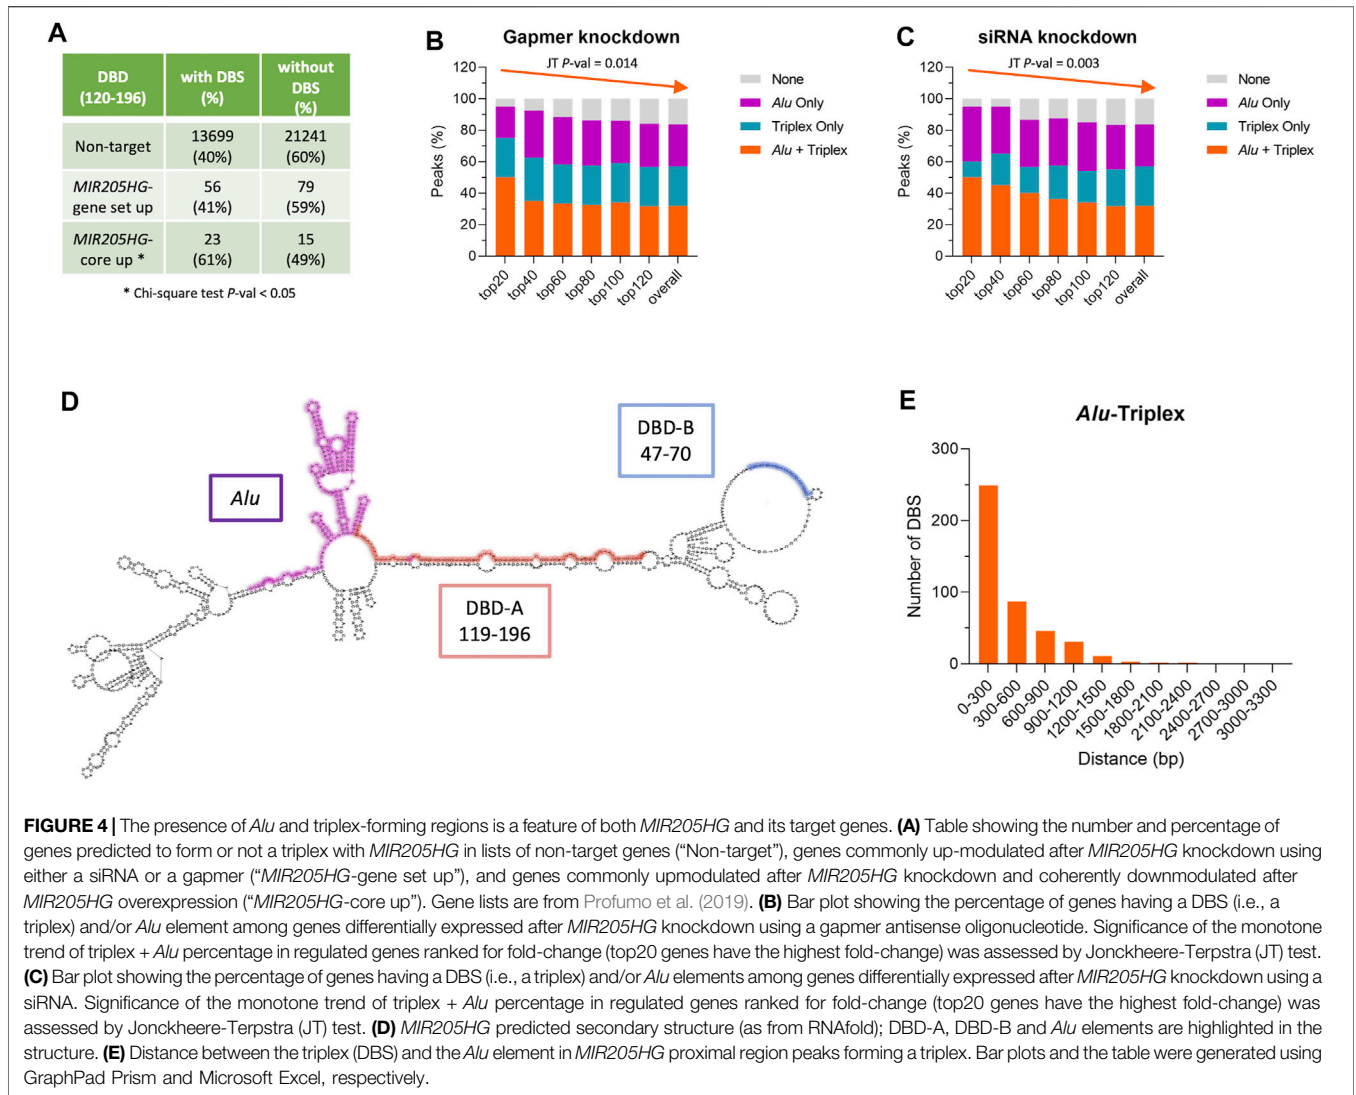 A
DBD (120-196)
with DBS (%)
without DBS (%)
Non-target
13699 (40%)
21241 (60%)
MIR205HG-gene set up
56 (41%)
79 (59%)
MIR205HG-core up *
23 (61%)
15 (49%)
* Chi-square test P-val < 0.05
B
Gapmer knockdown
JT P-val = 0.014
Peaks (%)
120
100
80
60
40
20
0
top20
top40
top60
top80
top100
top120
overall
None
Alu Only
Triplex Only
Alu + Triplex
C
siRNA knockdown
JT P-val = 0.003
Peaks (%)
120
100
80
60
40
20
0
top20
top40
top60
top80
top100
top120
overall
None
Alu Only
Triplex Only
Alu + Triplex
D
Alu
DBD-A
119-196
DBD-B
47-70
E
Alu-Triplex
Number of DBS
300
200
100
0
0-300
300-600
600-900
900-1200
1200-1500
1500-1800
1800-2100
2100-2400
2400-2700
2700-3000
3000-3300
Distance (bp)
FIGURE 4 | The presence of Alu and triplex-forming regions is a feature of both MIR205HG and its target genes. (A) Table showing the number and percentage of
genes predicted to form or not a triplex with MIR205HG in lists of non-target genes (“Non-target”), genes commonly up-modulated after MIR205HG knockdown using
either a siRNA or a gapmer (“MIR205HG-gene set up”), and genes commonly upmodulated after MIR205HG knockdown and coherently downmodulated after
MIR205HG overexpression (“MIR205HG-core up”). Gene lists are from Profumo et al. (2019). (B) Bar plot showing the percentage of genes having a DBS (i.e., a
triplex) and/or Alu element among genes differentially expressed after MIR205HG knockdown using a gapmer antisense oligonucleotide. Significance of the monotone
trend of triplex + Alu percentage in regulated genes ranked for fold-change (top20 genes have the highest fold-change) was assessed by Jonckheere-Terpstra (JT) test.
(C) Bar plot showing the percentage of genes having a DBS (i.e., a triplex) and/or Alu elements among genes differentially expressed after MIR205HG knockdown using a
siRNA. Significance of the monotone trend of triplex + Alu percentage in regulated genes ranked for fold-change (top20 genes have the highest fold-change) was
assessed by Jonckheere-Terpstra (JT) test. (D) MIR205HG predicted secondary structure (as from RNAfold); DBD-A, DBD-B and Alu elements are highlighted in the
structure. (E) Distance between the triplex (DBS) and the Alu element in MIR205HG proximal region peaks forming a triplex. Bar plots and the table were generated using
GraphPad Prism and Microsoft Excel, respectively.